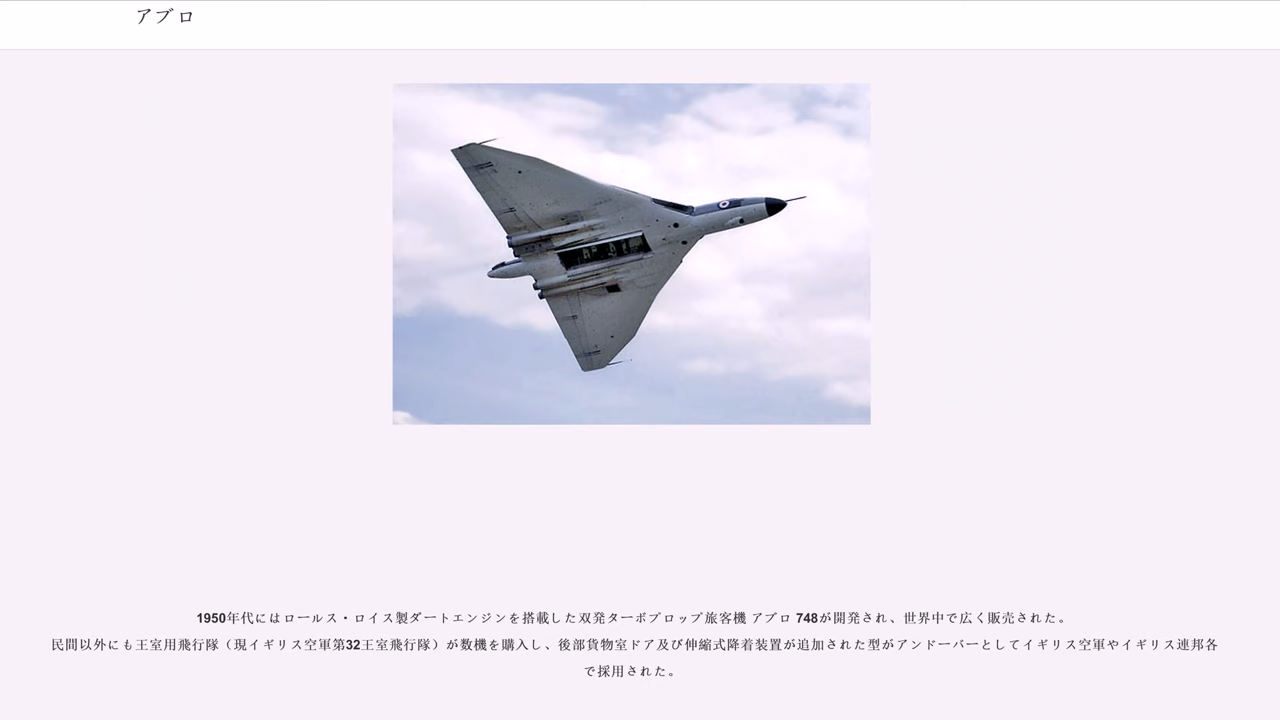 アブロ
1950年代にはロールス・ロイス製ダートエンジンを搭載した双発ターボプロップ旅客機 アブロ 748が開発され、世界中で広く販売された。
民間以外にも王室用飛行隊（現イギリス空軍第32王室飛行隊）が数機を購入し、後部貨物室ドア及び伸縮式降着装置が追加された型がアンドーバーとしてイギリス空軍やイギリス連邦各
で採用された。